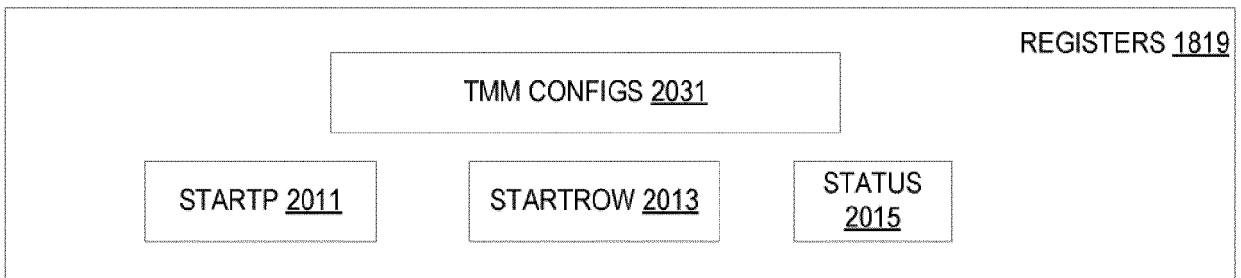 REGISTERS 1819
TMM CONFIGS 2031
STARTP 2011
STARTROW 2013
STATUS
2015